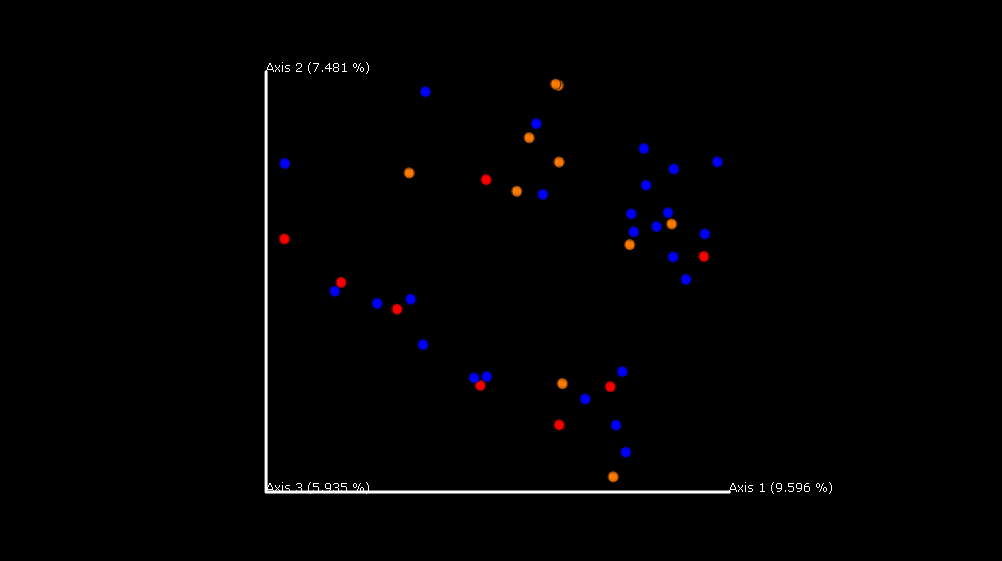 Axis 2 (7.481 %)
Axis 3 (5.935 %)
Axis 1 (9.596 %)